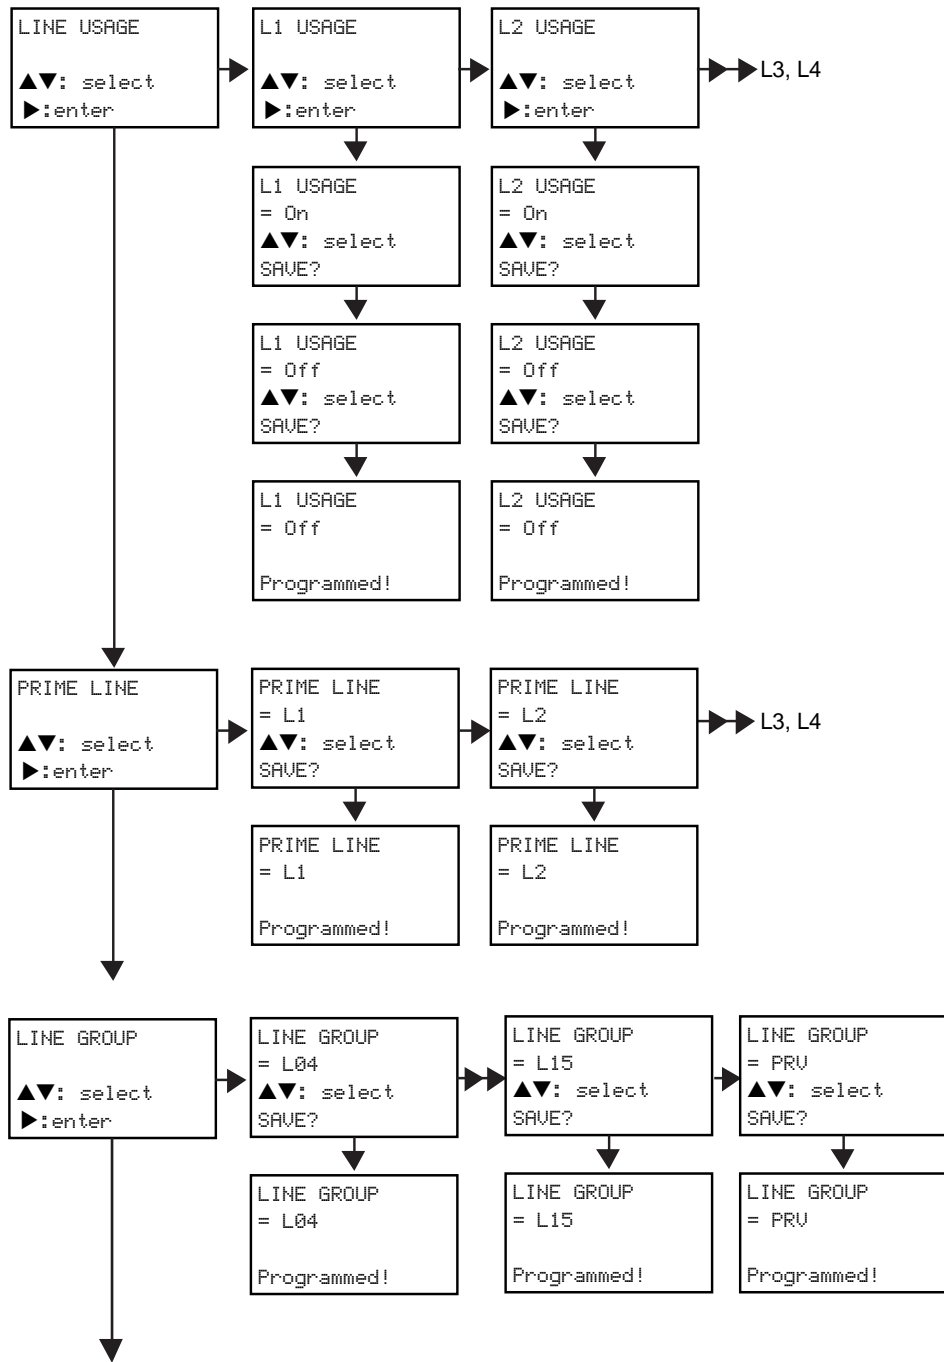 LINE USAGE
▲▼: select
▶:enter
L1 USAGE
▲▼: select
▶:enter
L2 USAGE
▲▼: select
▶:enter
L3, L4
L1 USAGE
= On
▲▼: select
SAVE?
L2 USAGE
= On
▲▼: select
SAVE?
L1 USAGE
= Off
▲▼: select
SAVE?
L2 USAGE
= Off
▲▼: select
SAVE?
L1 USAGE
= Off
Programmed!
L2 USAGE
= Off
Programmed!
PRIME LINE
▲▼: select
▶:enter
PRIME LINE
= L1
▲▼: select
SAVE?
PRIME LINE
= L2
▲▼: select
SAVE?
L3, L4
PRIME LINE
= L1
Programmed!
PRIME LINE
= L2
Programmed!
LINE GROUP
▲▼: select
▶:enter
LINE GROUP
= L04
▲▼: select
SAVE?
LINE GROUP
= L15
▲▼: select
SAVE?
LINE GROUP
= PRV
▲▼: select
SAVE?
LINE GROUP
= L04
Programmed!
LINE GROUP
= L15
Programmed!
LINE GROUP
= PRV
Programmed!